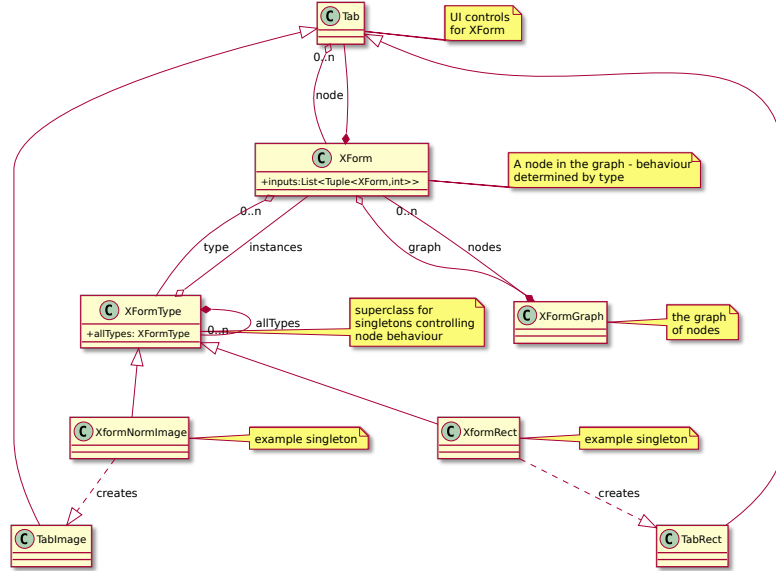 C Tab
UI controls
for XForm
0..n
node
C XForm
+inputs:List<Tuple<XForm,int>>
A node in the graph - behaviour
determined by type
0..n
0..n
type
instances
graph
nodes
C XFormType
+allTypes: XFormType
0..n
allTypes
superclass for
singletons controlling
node behaviour
C XFormGraph
the graph
of nodes
C XformNormImage
example singleton
C XformRect
example singleton
creates
creates
C TabImage
C TabRect